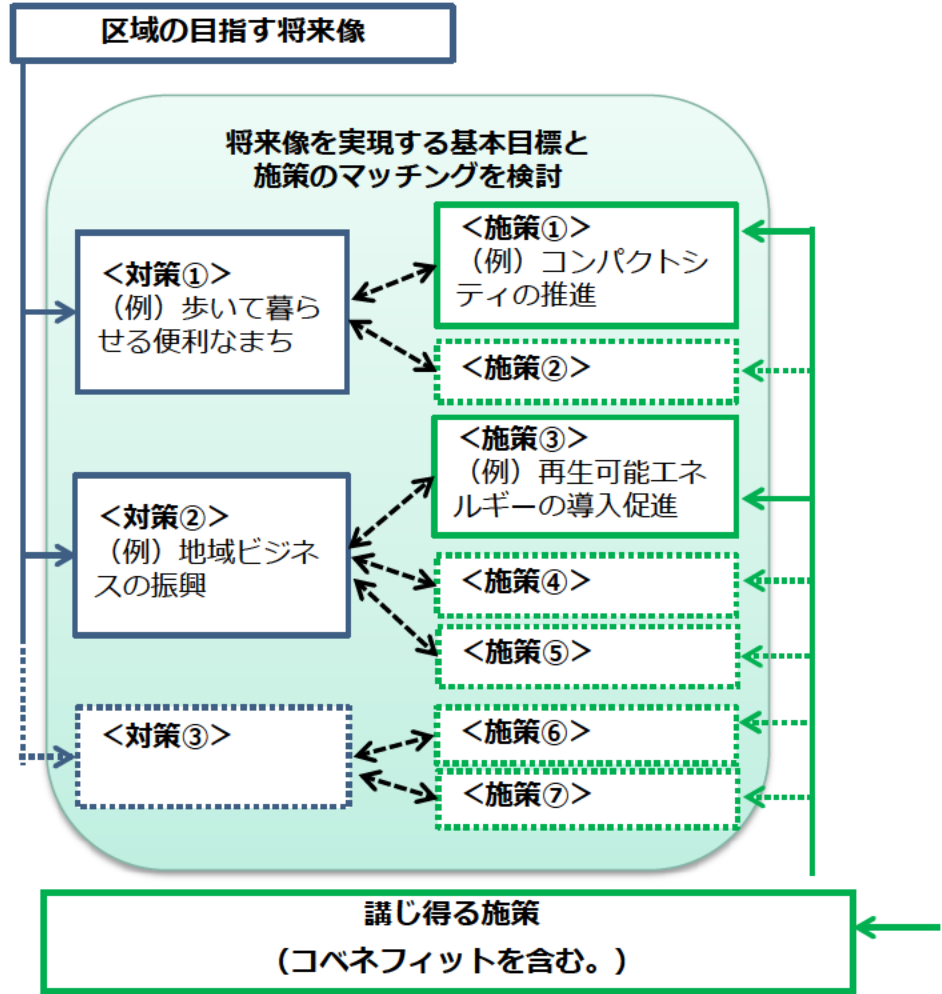 区域の目指す将来像
将来像を実現する基本目標と
施策のマッチングを検討
＜対策①＞
（例）歩いて暮ら
せる便利なまち
＜施策①＞
（例）コンパクトシ
ティの推進
＜施策②＞
＜対策②＞
（例）地域ビジネ
スの振興
＜施策③＞
（例）再生可能エネ
ルギーの導入促進
＜施策④＞
＜施策⑤＞
＜対策③＞
＜施策⑥＞
＜施策⑦＞
講じ得る施策
（コベネフィットを含む。）